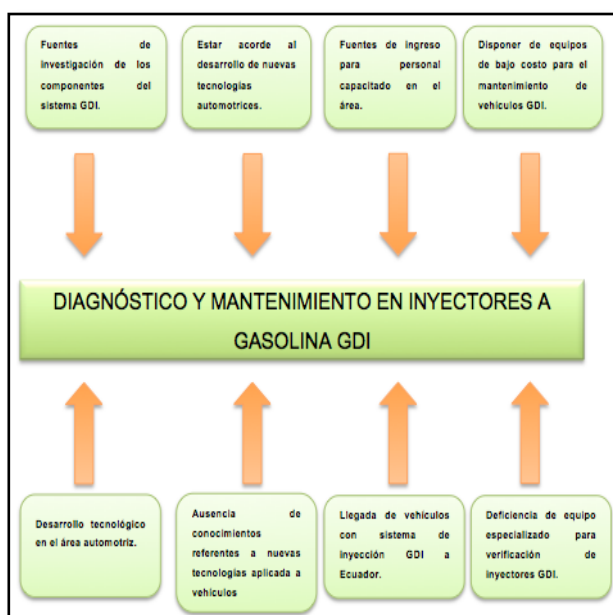 Fuentes de
investigación de los
componentes del
sistema GDI.
Estar acorde al
desarrollo de nuevas
tecnologías
automotrices.
Fuentes de ingreso
para personal
capacitado en el
área.
Disponer de equipos
de bajo costo para el
mantenimiento de
vehículos GDI.
DIAGNÓSTICO Y MANTENIMIENTO EN INYECTORES A
GASOLINA GDI
Desarrollo tecnológico
en el área automotriz.
Ausencia de
conocimientos
referentes a nuevas
tecnologías aplicada a
vehículos
Llegada de vehículos
con sistema de
inyección GDI a
Ecuador.
Deficiencia de equipo
especializado para
verificación de
inyectores GDI.